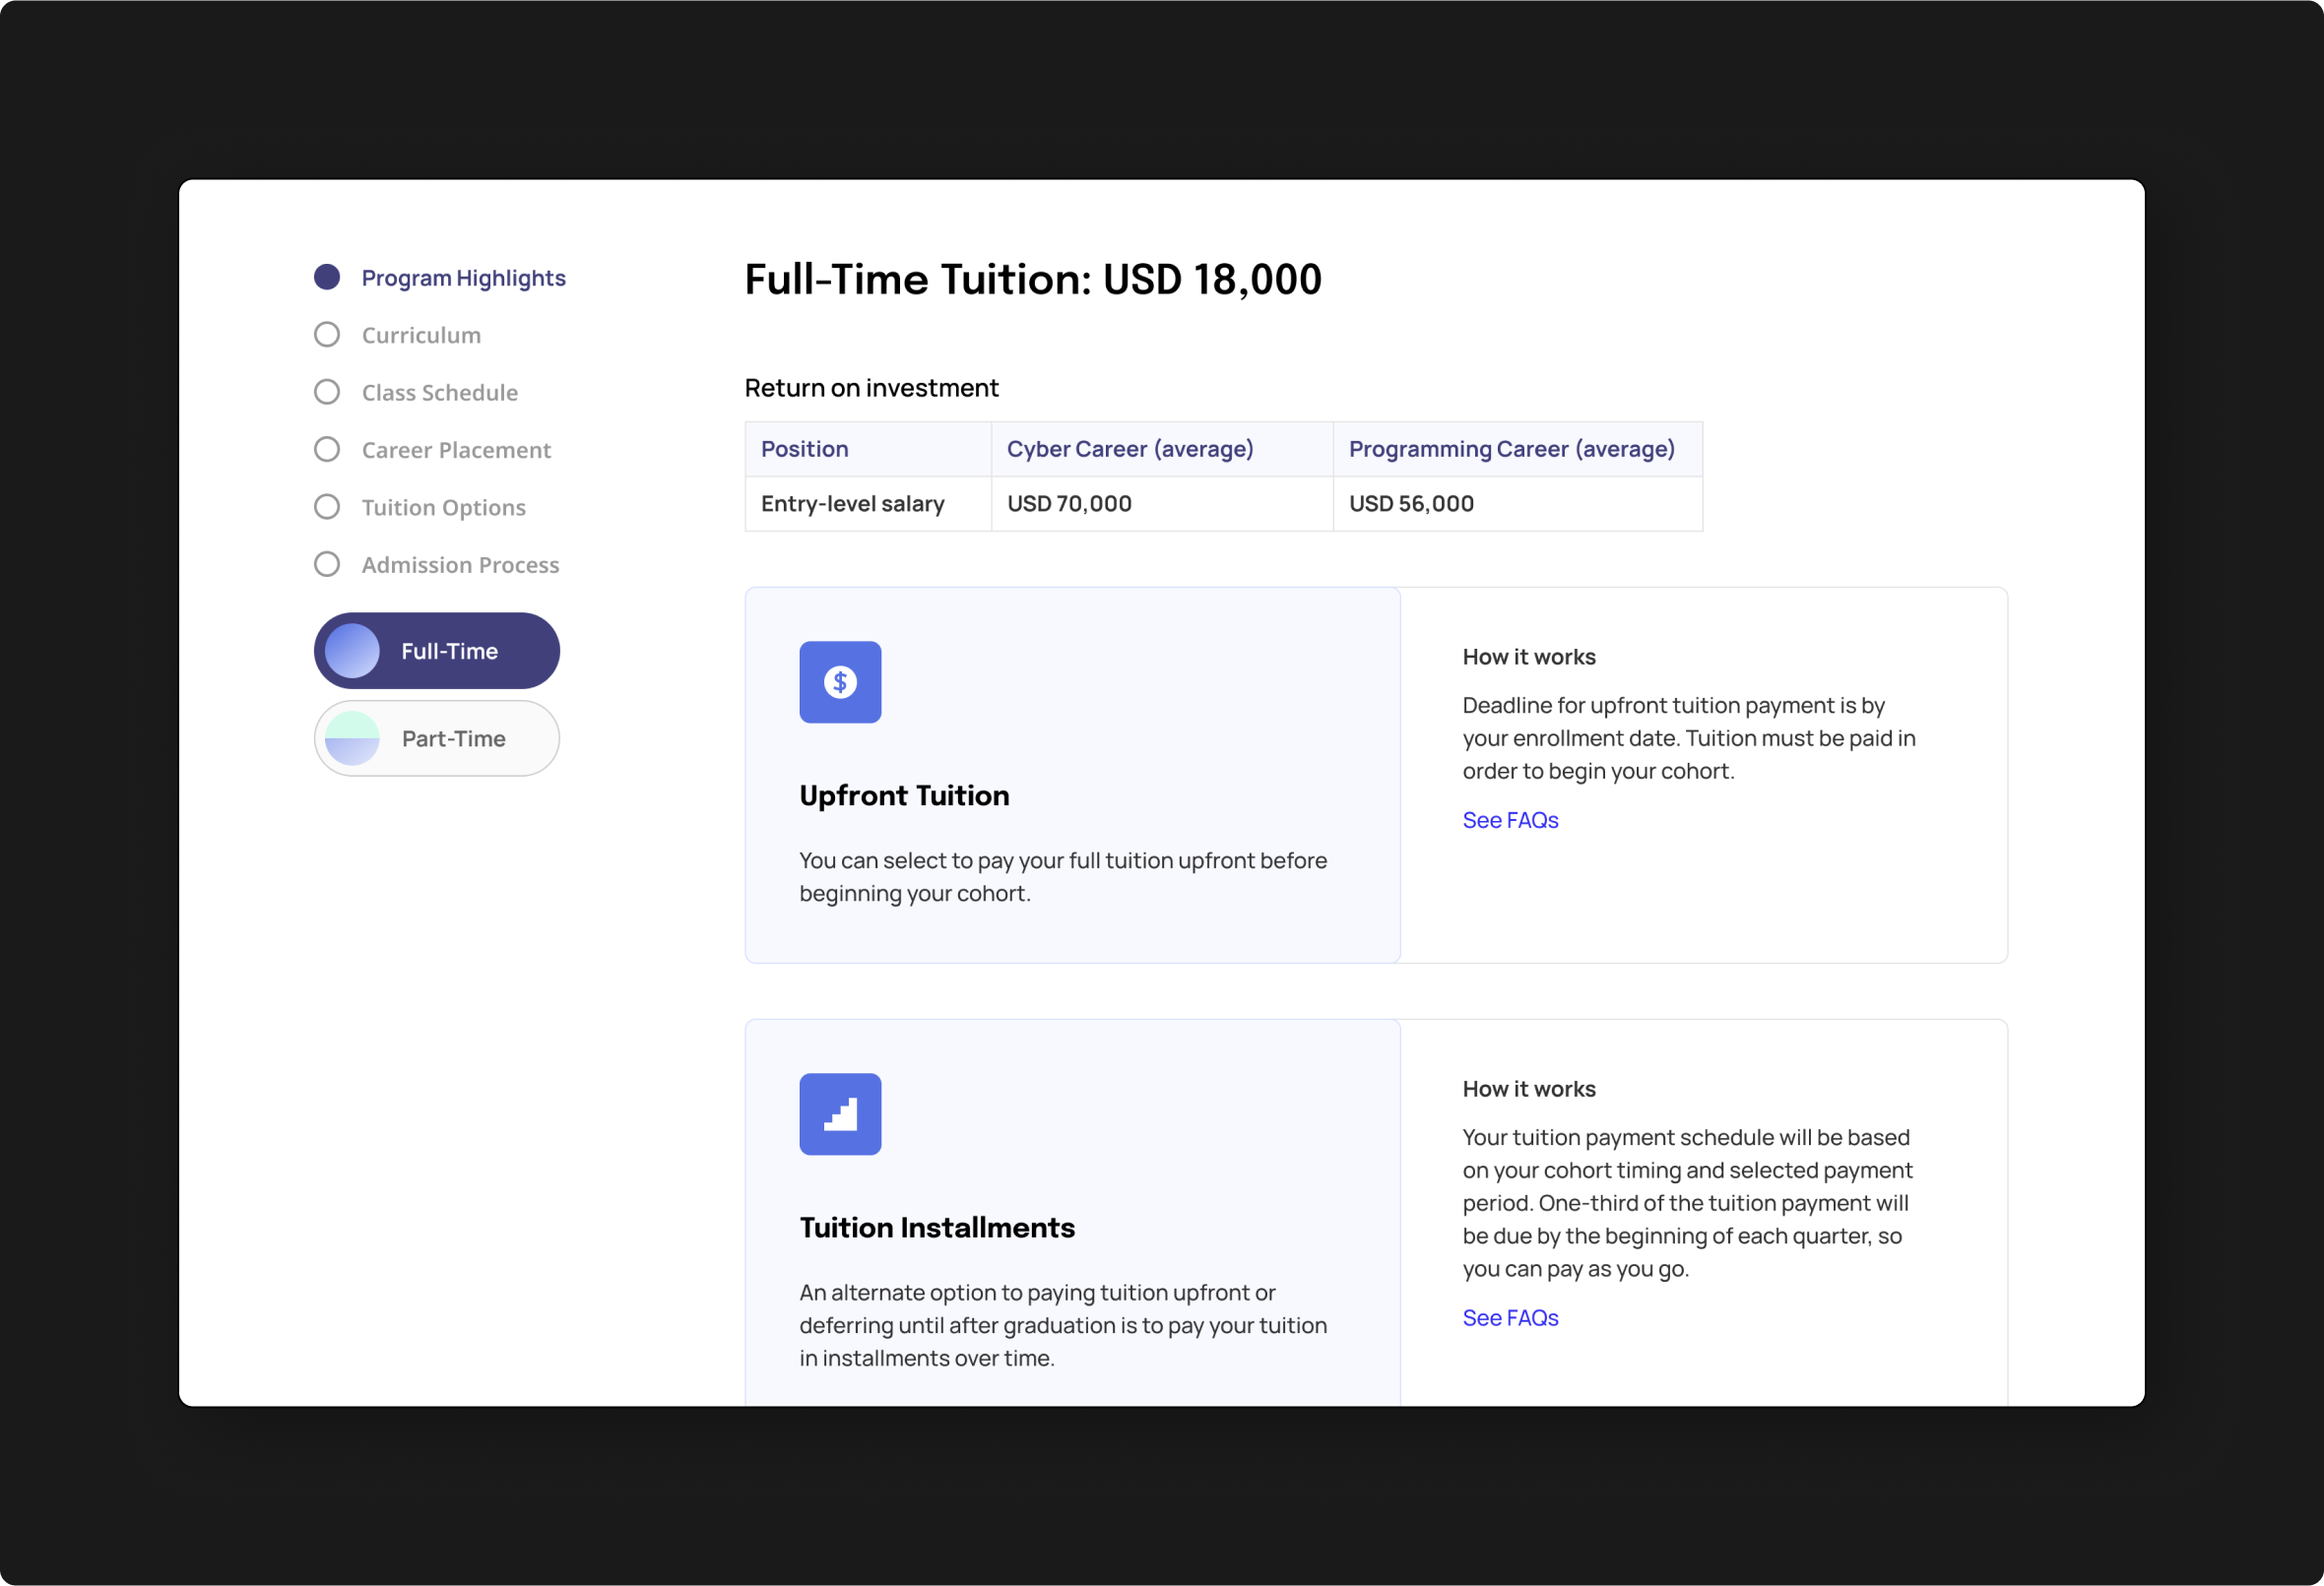 Program Highlights
Curriculum
Class Schedule
Career Placement
Tuition Options
Admission Process
Full-Time
Part-Time
Full-Time Tuition: USD 18,000
Return on investment
Position Cyber Career (average) Programming Career (average)
Entry-level salary USD 70,000 USD 56,000
$
Upfront Tuition
You can select to pay your full tuition upfront before
beginning your cohort.
How it works
Deadline for upfront tuition payment is by
your enrollment date. Tuition must be paid in
order to begin your cohort.
See FAQs
Tuition Installments
An alternate option to paying tuition upfront or
deferring until after graduation is to pay your tuition
in installments over time.
How it works
Your tuition payment schedule will be based
on your cohort timing and selected payment
period. One-third of the tuition payment will
be due by the beginning of each quarter, so
you can pay as you go.
See FAQs